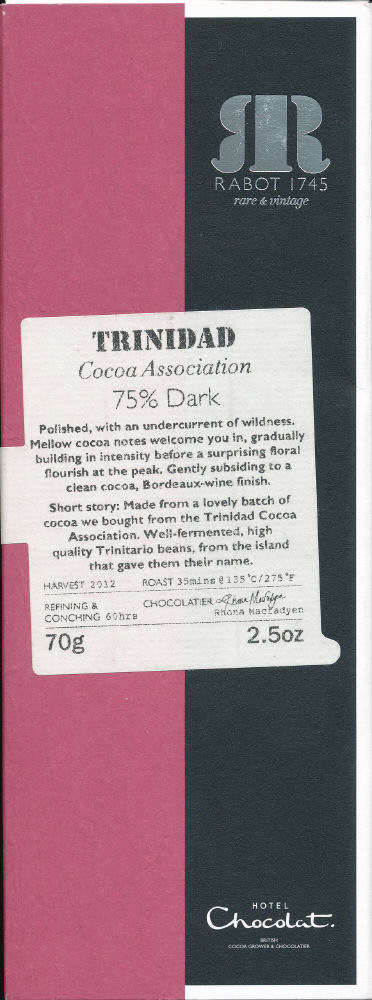 RR
RABOT 1745
rare & vintage
TRINIDAD
Cocoa Association
75% Dark
Polished, with an undercurrent of wildness.
Mellow cocoa notes welcome you in, gradually
building in intensity before a surprising floral
flourish at the peak. Gently subsiding to a
clean cocoa, Bordeaux-wine finish.
Short story: Made from a lovely batch of
cocoa we bought from the Trinidad Cocoa
Association. Well-fermented, high
quality Trinitario beans, from the island
that gave them their name.
HARVEST 2012 ROAST 35mins @ 135°C/275°F
REFINING &
CONCHING 60hrs
CHOCOLATIER Rhona Macfadyen
Rhona Macfadyen
70g 2.5oz
HOTEL
Chocolat.
BRITISH
COCOA GROWER & CHOCOLATIER